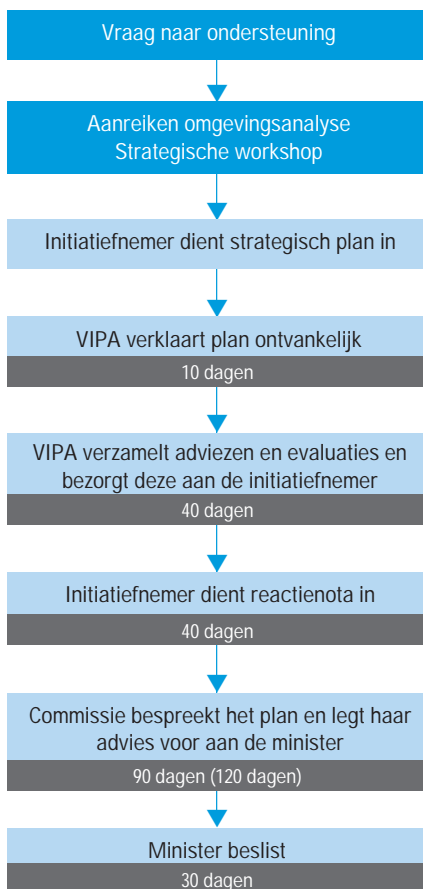 Vraag naar ondersteuning
Aanreiken omgevingsanalyse
Strategische workshop
Initiatiefnemer dient strategisch plan in
VIPA verklaart plan ontvankelijk
10 dagen
VIPA verzamelt adviezen en evaluaties en
bezorgt deze aan de initiatiefnemer
40 dagen
Initiatiefnemer dient reactienota in
40 dagen
Commissie bespreekt het plan en legt haar
advies voor aan de minister
90 dagen (120 dagen)
Minister beslist
30 dagen